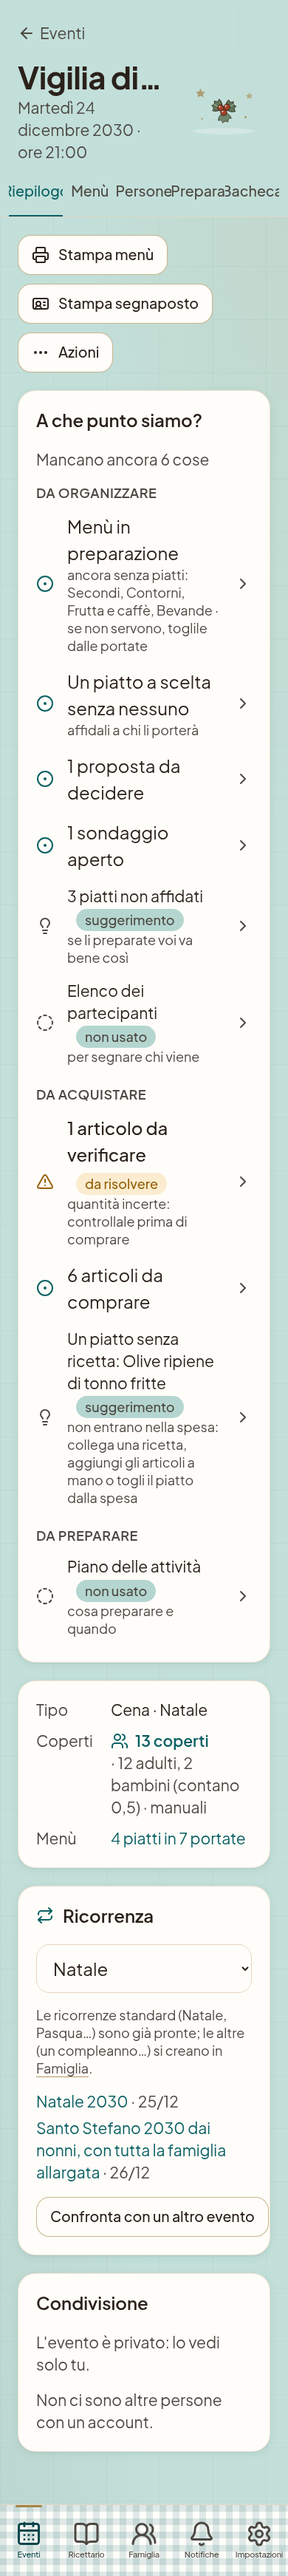 Eventi
Vigilia di ...
Martedì 24
dicembre 2030 ·
ore 21:00
Riepilogo Menù Persone Prepara Bacheca
Stampa menù
Stampa segnaposto
Azioni
A che punto siamo?
Mancano ancora 6 cose
DA ORGANIZZARE
Menù in
preparazione
ancora senza piatti:
Secondi, Contorni,
Frutta e caffè, Bevande ·
se non servono, toglile
dalle portate
Un piatto a scelta
senza nessuno
affidali a chi li porterà
1 proposta da
decidere
1 sondaggio
aperto
3 piatti non affidati
suggerimento
se li preparate voi va
bene così
Elenco dei
partecipanti
non usato
per segnare chi viene
DA ACQUISTARE
1 articolo da
verificare
da risolvere
quantità incerte:
controllale prima di
comprare
6 articoli da
comprare
Un piatto senza
ricetta: Olive ripiene
di tonno fritte
suggerimento
non entrano nella spesa:
collega una ricetta,
aggiungi gli articoli a
mano o togli il piatto
dalla spesa
DA PREPARARE
Piano delle attività
non usato
cosa preparare e
quando
Tipo Cena · Natale
Coperti 13 coperti
· 12 adulti, 2
bambini (contano
0,5) · manuali
Menù 4 piatti in 7 portate
Ricorrenza
Natale
Le ricorrenze standard (Natale,
Pasqua…) sono già pronte; le altre
(un compleanno…) si creano in
Famiglia.
Natale 2030 · 25/12
Santo Stefano 2030 dai
nonni, con tutta la famiglia
allargata · 26/12
Confronta con un altro evento
Condivisione
L'evento è privato: lo vedi
solo tu.
Non ci sono altre persone
con un account.
Eventi Ricettario Famiglia Notifiche Impostazioni